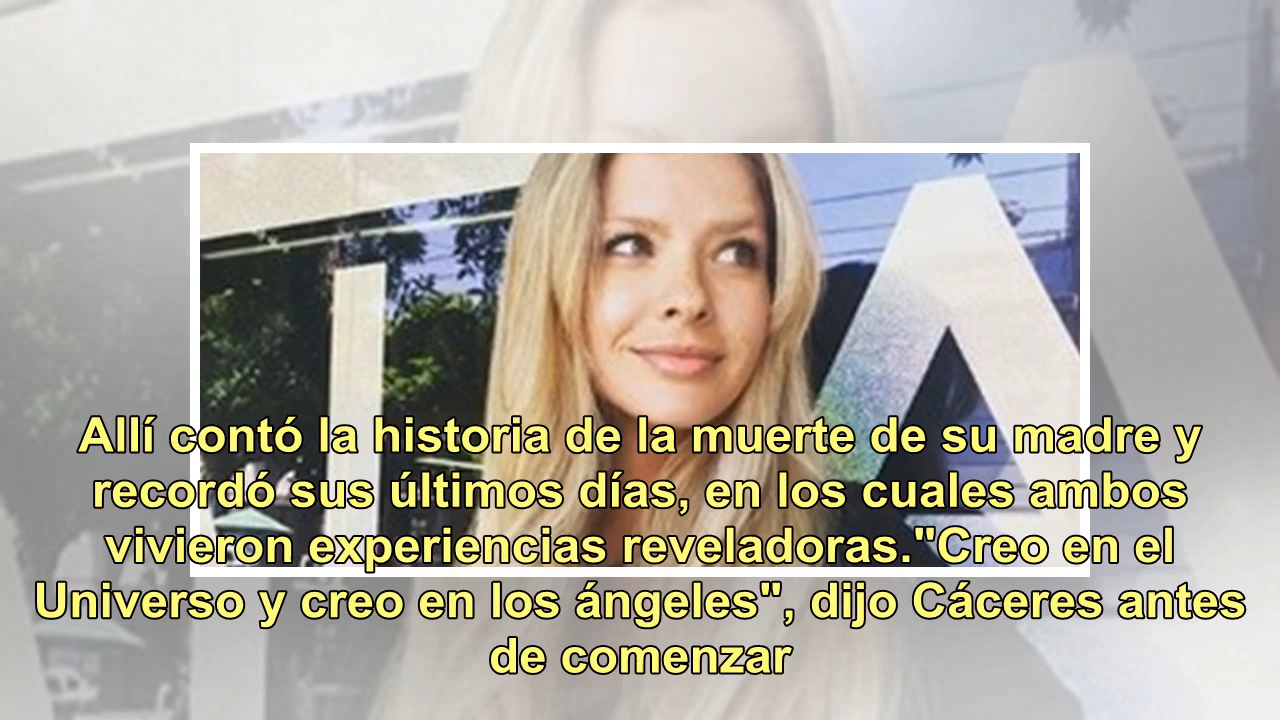 Allí contó la historia de la muerte de su madre y
recordó sus últimos días, en los cuales ambos
vivieron experiencias reveladoras."Creo en el
Universo y creo en los ángeles", dijo Cáceres antes
de comenzar